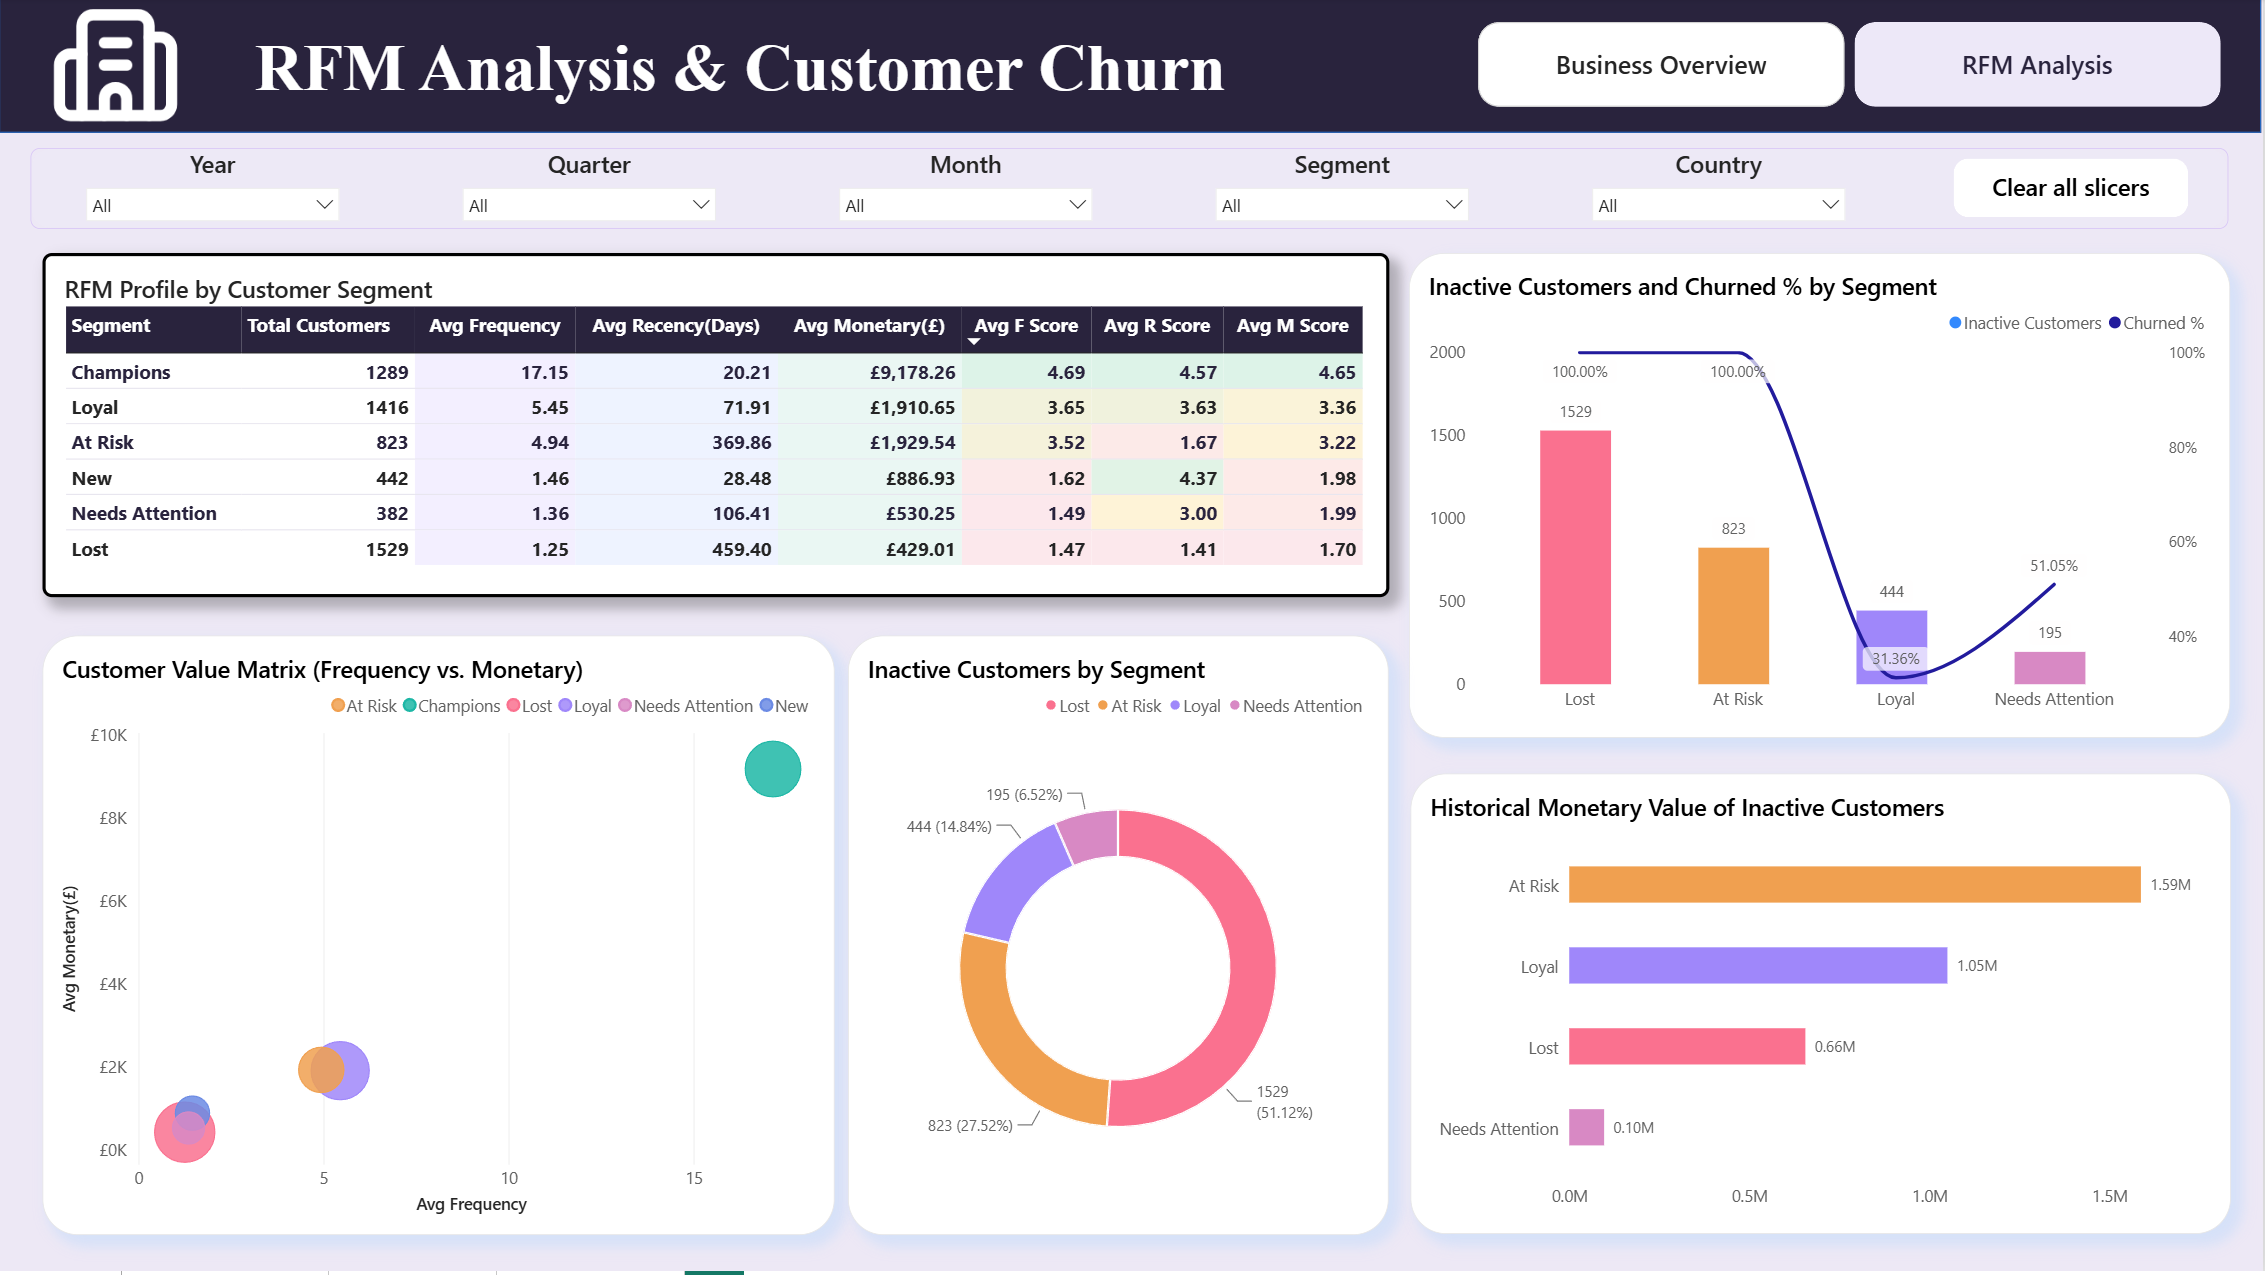 RFM Analysis & Customer Churn
Business Overview
RFM Analysis
Year
Quarter
Month
Segment
Country
All
All
All
All
All
Clear all slicers
RFM Profile by Customer Segment
Segment Total Customers Avg Frequency Avg Recency(Days) Avg Monetary(£) Avg F Score Avg R Score Avg M Score
Champions 1289 17.15 20.21 £9,178.26 4.69 4.57 4.65
Loyal 1416 5.45 71.91 £1,910.65 3.65 3.63 3.36
At Risk 823 4.94 369.86 £1,929.54 3.52 1.67 3.22
New 442 1.46 28.48 £886.93 1.62 4.37 1.98
Needs Attention 382 1.36 106.41 £530.25 1.49 3.00 1.99
Lost 1529 1.25 459.40 £429.01 1.47 1.41 1.70
Inactive Customers and Churned % by Segment
Inactive Customers Churned %
2000
1500
1000
500
0
100%
80%
60%
40%
100.00%
100.00%
31.36%
51.05%
1529
823
444
195
Lost
At Risk
Loyal
Needs Attention
Customer Value Matrix (Frequency vs. Monetary)
At Risk Champions Lost Loyal Needs Attention New
Avg Monetary(£)
£10K
£8K
£6K
£4K
£2K
£0K
0
5
10
15
Avg Frequency
Inactive Customers by Segment
Lost At Risk Loyal Needs Attention
195 (6.52%)
444 (14.84%)
823 (27.52%)
1529
(51.12%)
Historical Monetary Value of Inactive Customers
At Risk 1.59M
Loyal 1.05M
Lost 0.66M
Needs Attention 0.10M
0.0M
0.5M
1.0M
1.5M